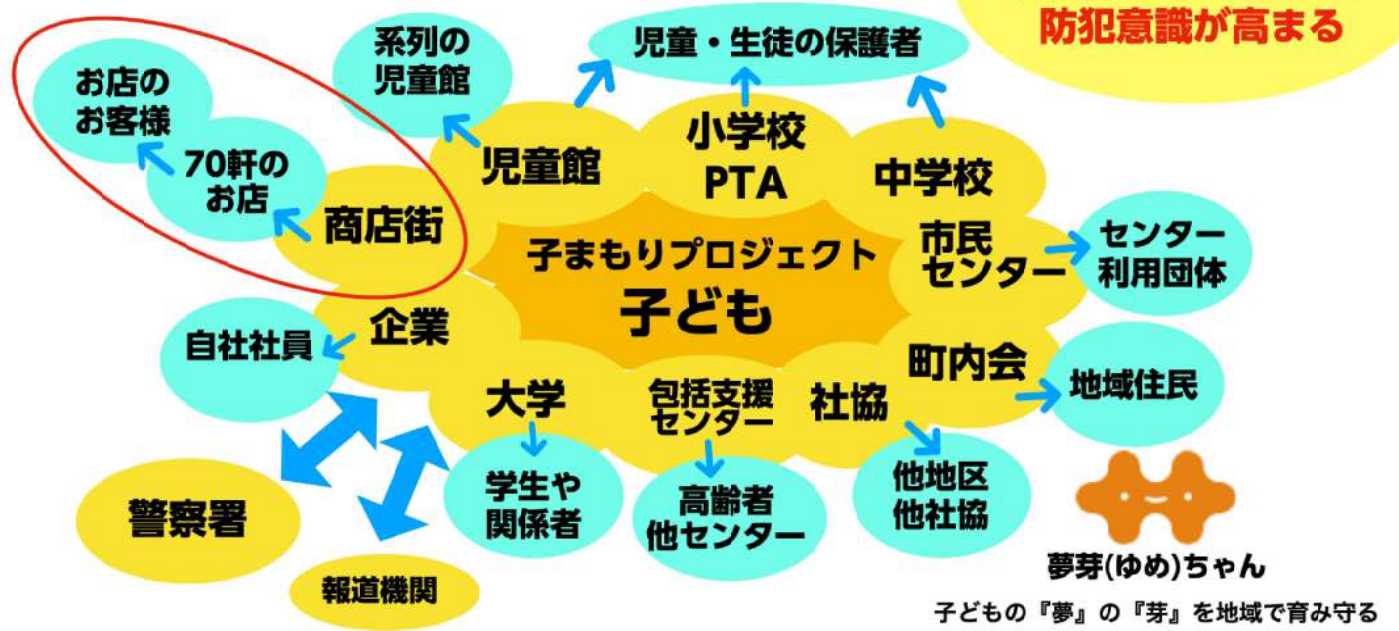 防犯意識が高まる
お店の
お客様
70軒の
お店
商店街
系列の
児童館
児童館
児童・生徒の保護者
小学校
PTA
中学校
市民
センター
センター
利用団体
子まもりプロジェクト
子ども
企業
自社社員
大学
学生や
関係者
包括支援
センター
高齢者
他センター
社協
他地区
他社協
町内会
地域住民
警察署
報道機関
夢芽(ゆめ)ちゃん
子どもの『夢』の『芽』を地域で育み守る